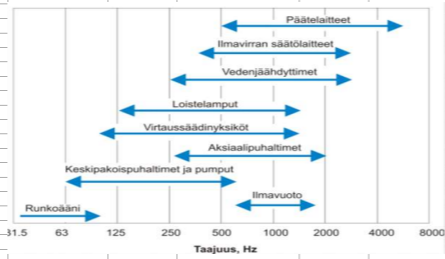 Päätelaitteet
Ilmavirran säätölaitteet
Vedenjäähdyttimet
Loistelamput
Virtaussäädinyksiköt
Aksiaalipuhaltimet
Keskipakoispuhaltimet ja pumput
Ilmavuoto
Runkoääni
31.5 63 125 250 500 1000 2000 4000 8000
Taajuus, Hz